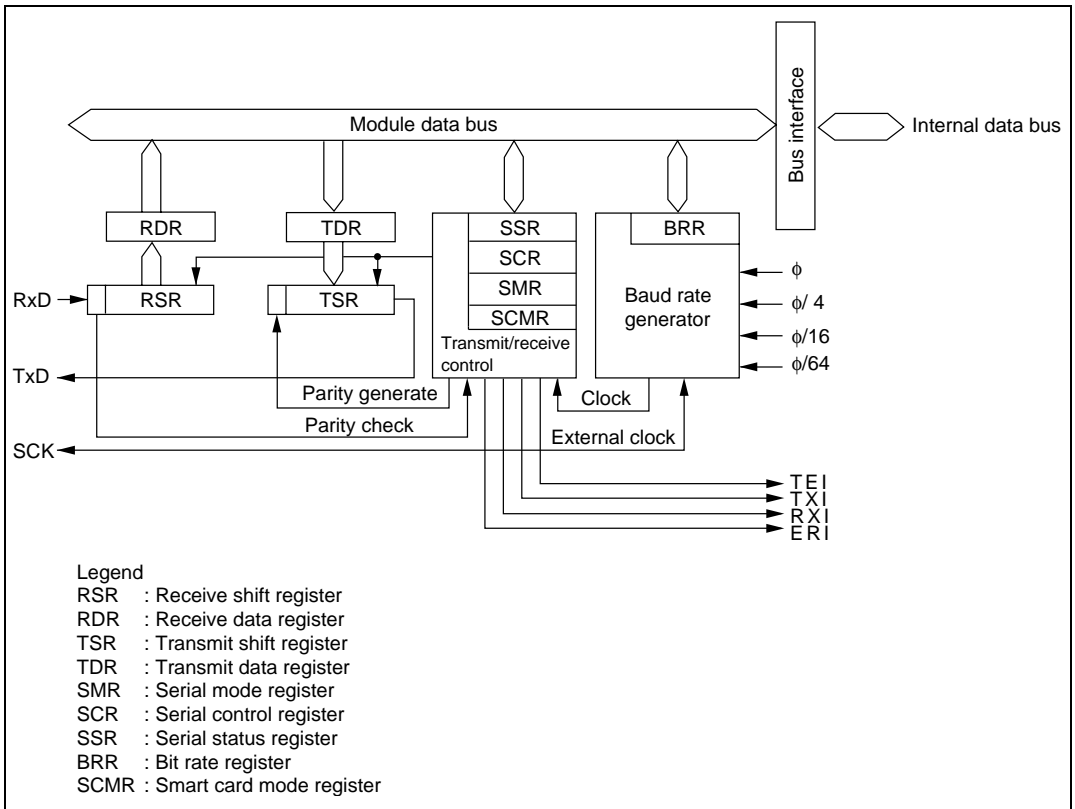 Module data bus
Bus interface
Internal data bus
RDR
TDR
SSR
BRR
SCR
SMR
SCMR
Transmit/receive
control
Baud rate
generator
RxD
RSR
TSR
ϕ
ϕ/ 4
ϕ/16
ϕ/64
TxD
Parity generate
Clock
Parity check
External clock
SCK
TEI
TXI
RXI
ERI
Legend
RSR : Receive shift register
RDR : Receive data register
TSR : Transmit shift register
TDR : Transmit data register
SMR : Serial mode register
SCR : Serial control register
SSR : Serial status register
BRR : Bit rate register
SCMR : Smart card mode register